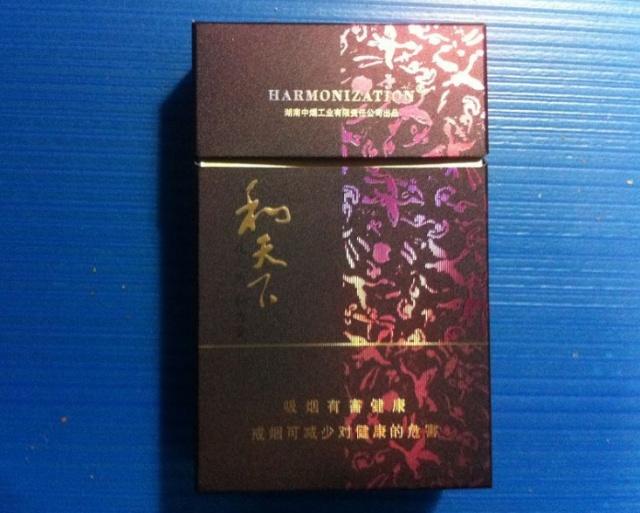 HARMONIZATION
湖南中烟工业有限责任公司出品
和天下
吸烟有害健康
戒烟可减少对健康的危害